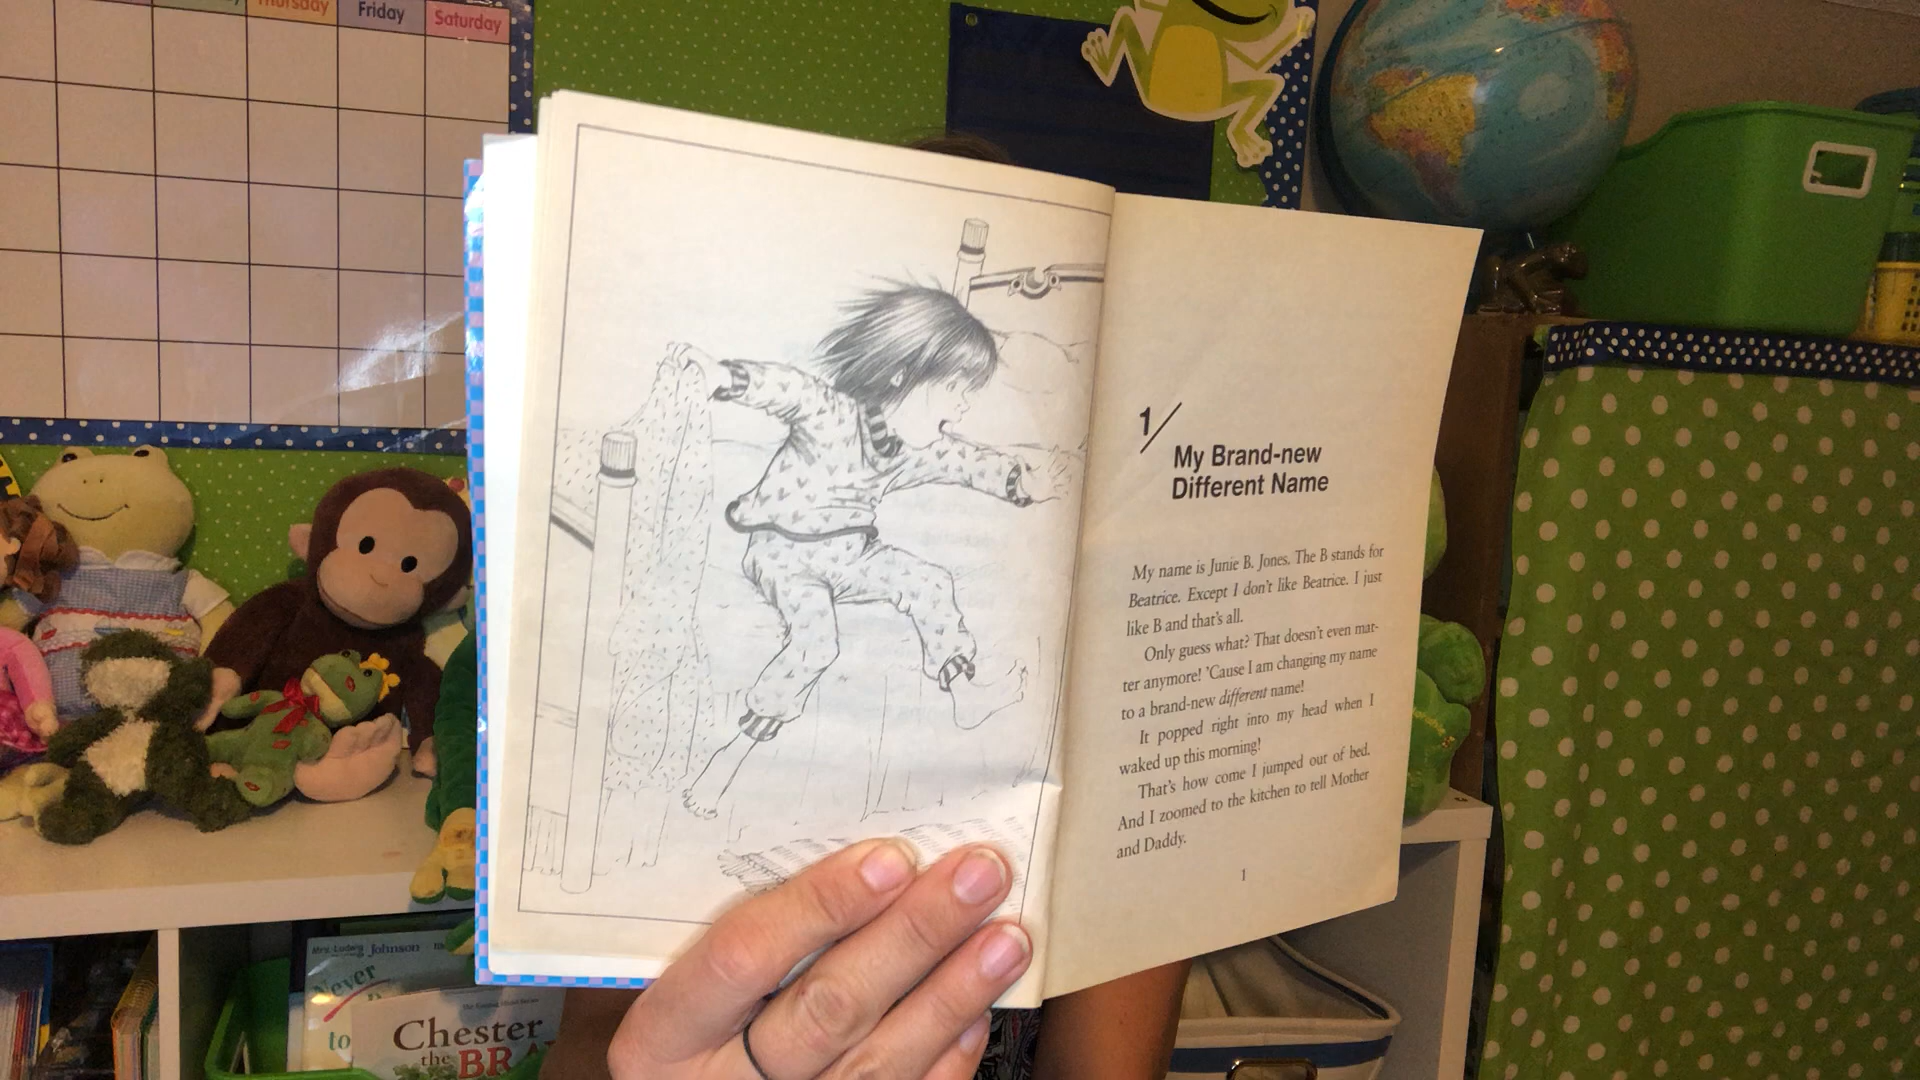 Thursday
Friday
Saturday
1/
My Brand-new
Different Name
My name is Junie B. Jones. The B stands for
Beatrice. Except I don't like Beatrice. I just
like B and that's all.
Only guess what? That doesn't even mat-
ter anymore! 'Cause I am changing my name
to a brand-new different name!
It popped right into my head when I
waked up this morning!
That's how come I jumped out of bed.
And I zoomed to the kitchen to tell Mother
and Daddy.
1
Mrs. Ludwig Johnson
Never
to
Chester
the BRA